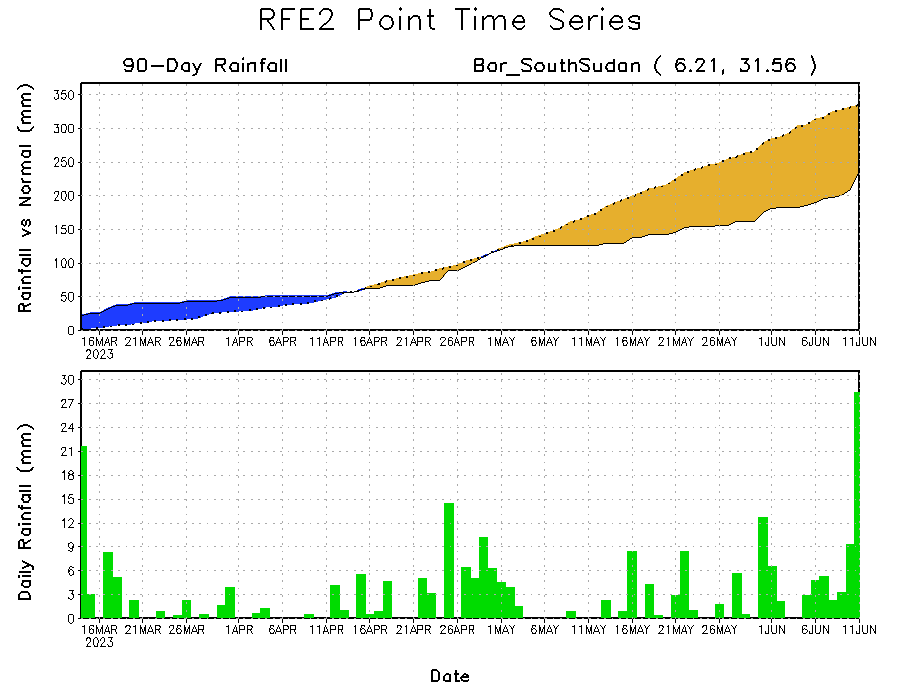 RFE2 Point Time Series
90-Day Rainfall
Bor_SouthSudan ( 6.21, 31.56 )
Rainfall vs Normal (mm)
350
300
250
200
150
100
50
0
16MAR 21MAR 26MAR 1APR 6APR 11APR 16APR 21APR 26APR 1MAY 6MAY 11MAY 16MAY 21MAY 26MAY 1JUN 6JUN 11JUN
2023
Daily Rainfall (mm)
30
27
24
21
18
15
12
9
6
3
0
16MAR 21MAR 26MAR 1APR 6APR 11APR 16APR 21APR 26APR 1MAY 6MAY 11MAY 16MAY 21MAY 26MAY 1JUN 6JUN 11JUN
2023
Date